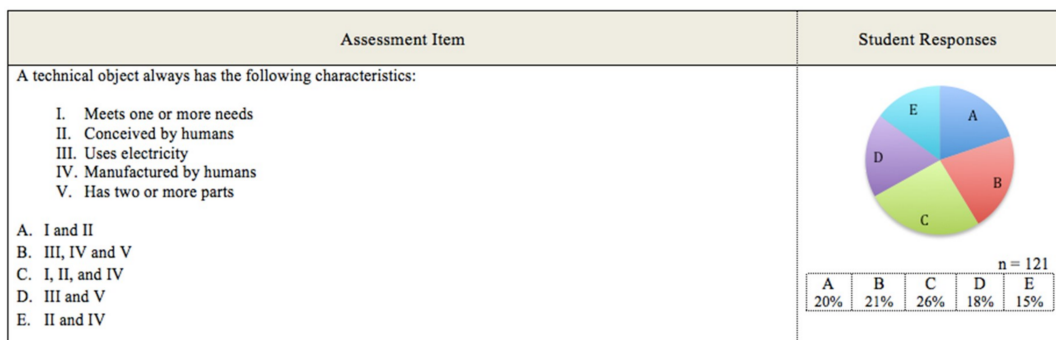 Assessment Item
Student Responses
A technical object always has the following characteristics:
I. Meets one or more needs
II. Conceived by humans
III. Uses electricity
IV. Manufactured by humans
V. Has two or more parts
A. I and II
B. III, IV and V
C. I, II, and IV
D. III and V
E. II and IV
E
A
D
B
C
n = 121
A B C D E
20% 21% 26% 18% 15%